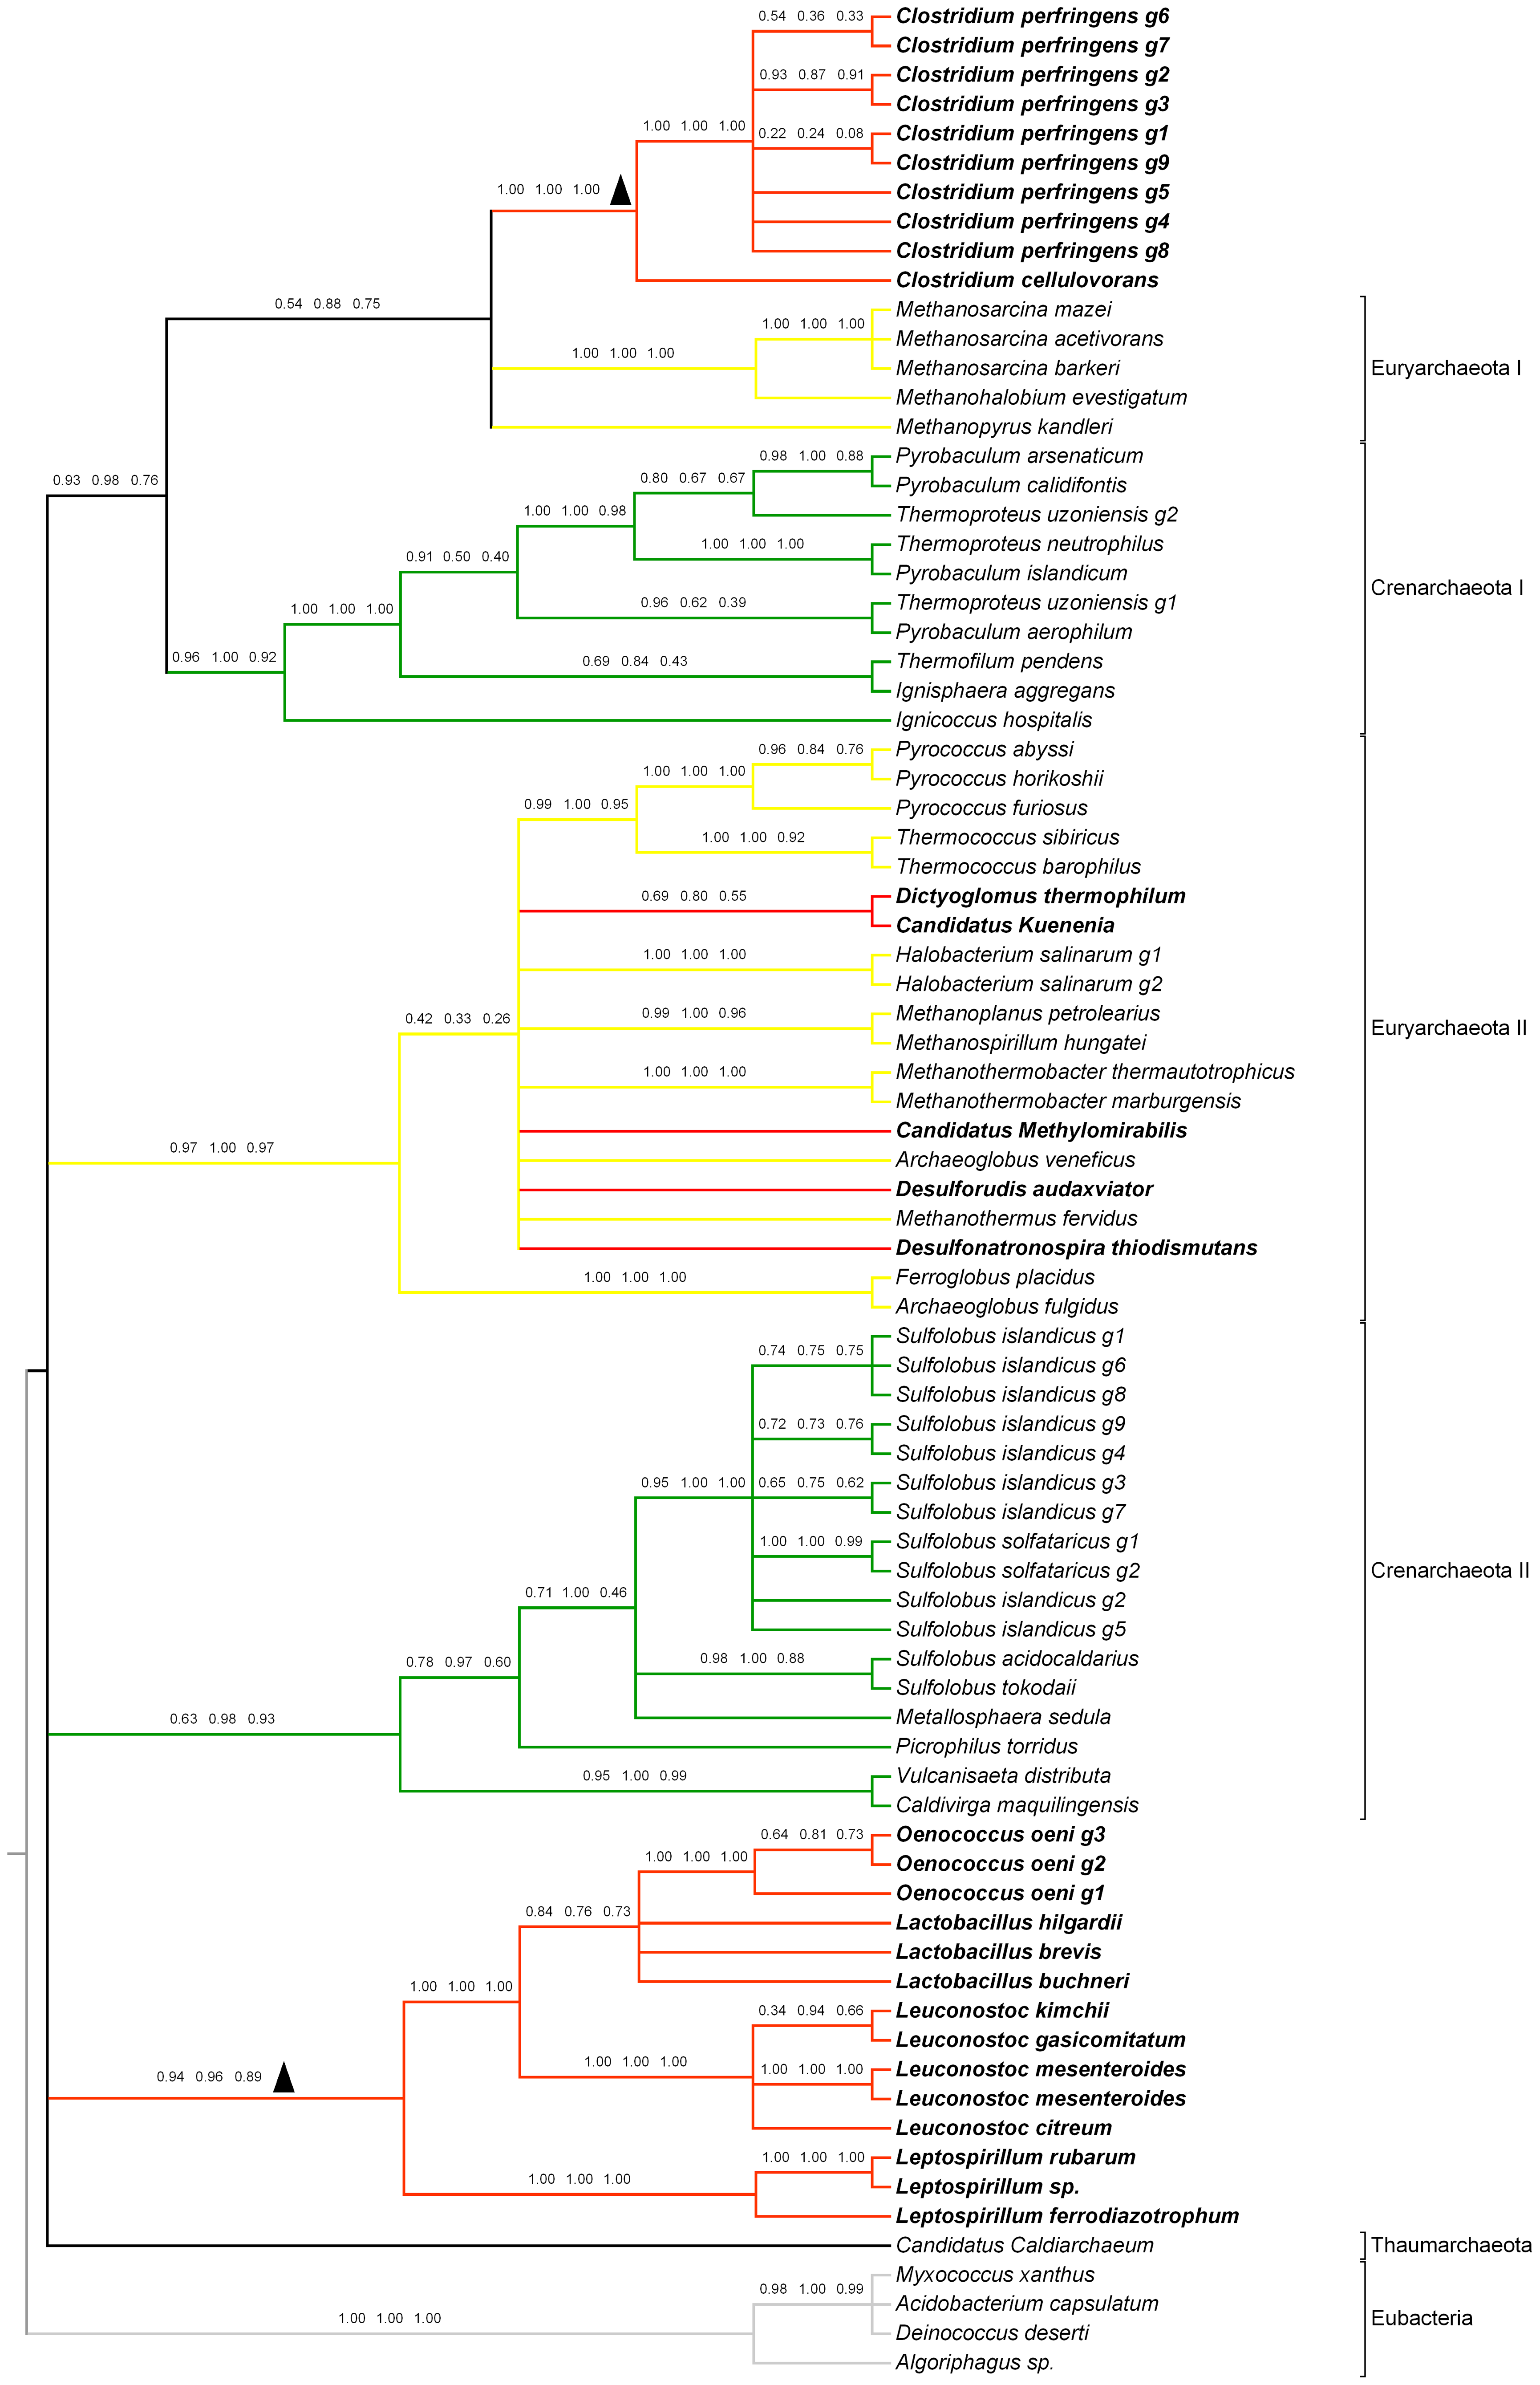 0.54 0.36 0.33
Clostridium perfringens g6
Clostridium perfringens g7
0.93 0.87 0.91
Clostridium perfringens g2
Clostridium perfringens g3
1.00 1.00 1.00
0.22 0.24 0.08
Clostridium perfringens g1
Clostridium perfringens g9
1.00 1.00 1.00
Clostridium perfringens g5
Clostridium perfringens g4
Clostridium perfringens g8
Clostridium cellulovorans
0.54 0.88 0.75
Methanosarcina mazei
1.00 1.00 1.00
Methanosarcina acetivorans
1.00 1.00 1.00
Methanosarcina barkeri
Euryarchaeota I
Methanohalobium evestigatum
Methanopyrus kandleri
0.98 1.00 0.88
Pyrobaculum arsenaticum
0.93 0.98 0.76
0.80 0.67 0.67
Pyrobaculum calidifontis
1.00 1.00 0.98
Thermoproteus uzoniensis g2
1.00 1.00 1.00
Thermoproteus neutrophilus
0.91 0.50 0.40
Pyrobaculum islandicum
Crenarchaeota I
1.00 1.00 1.00
0.96 0.62 0.39
Thermoproteus uzoniensis g1
Pyrobaculum aerophilum
0.96 1.00 0.92
0.69 0.84 0.43
Thermofilum pendens
Ignisphaera aggregans
Ignicoccus hospitalis
0.96 0.84 0.76
Pyrococcus abyssi
1.00 1.00 1.00
Pyrococcus horikoshii
0.99 1.00 0.95
Pyrococcus furiosus
1.00 1.00 0.92
Thermococcus sibiricus
Thermococcus barophilus
0.69 0.80 0.55
Dictyoglomus thermophilum
Candidatus Kuenenia
1.00 1.00 1.00
Halobacterium salinarum g1
Halobacterium salinarum g2
0.42 0.33 0.26
0.99 1.00 0.96
Methanoplanus petrolearius
Euryarchaeota II
Methanospirillum hungatei
1.00 1.00 1.00
Methanothermobacter thermautotrophicus
Methanothermobacter marburgensis
Candidatus Methylomirabilis
0.97 1.00 0.97
Archaeoglobus veneficus
Desulforudis audaxviator
Methanothermus fervidus
Desulfonatronospira thiodismutans
1.00 1.00 1.00
Ferroglobus placidus
Archaeoglobus fulgidus
Sulfolobus islandicus g1
0.74 0.75 0.75
Sulfolobus islandicus g6
Sulfolobus islandicus g8
0.72 0.73 0.76
Sulfolobus islandicus g9
Sulfolobus islandicus g4
0.95 1.00 1.00
0.65 0.75 0.62
Sulfolobus islandicus g3
Sulfolobus islandicus g7
1.00 1.00 0.99
Sulfolobus solfataricus g1
Sulfolobus solfataricus g2
Crenarchaeota II
0.71 1.00 0.46
Sulfolobus islandicus g2
Sulfolobus islandicus g5
0.78 0.97 0.60
0.98 1.00 0.88
Sulfolobus acidocaldarius
Sulfolobus tokodaii
0.63 0.98 0.93
Metallosphaera sedula
Picrophilus torridus
0.95 1.00 0.99
Vulcanisaeta distributa
Caldivirga maquilingensis
0.64 0.81 0.73
Oenococcus oeni g3
1.00 1.00 1.00
Oenococcus oeni g2
Oenococcus oeni g1
0.84 0.76 0.73
Lactobacillus hilgardii
Lactobacillus brevis
1.00 1.00 1.00
Lactobacillus buchneri
0.34 0.94 0.66
Leuconostoc kimchii
1.00 1.00 1.00
Leuconostoc gasicomitatum
0.94 0.96 0.89
1.00 1.00 1.00
Leuconostoc mesenteroides
Leuconostoc mesenteroides
Leuconostoc citreum
1.00 1.00 1.00
Leptospirillum rubarum
1.00 1.00 1.00
Leptospirillum sp.
Leptospirillum ferrodiazotrophum
Candidatus Caldiarchaeum
Thaumarchaeota
Myxococcus xanthus
0.98 1.00 0.99
Acidobacterium capsulatum
1.00 1.00 1.00
Deinococcus deserti
Eubacteria
Algoriphagus sp.